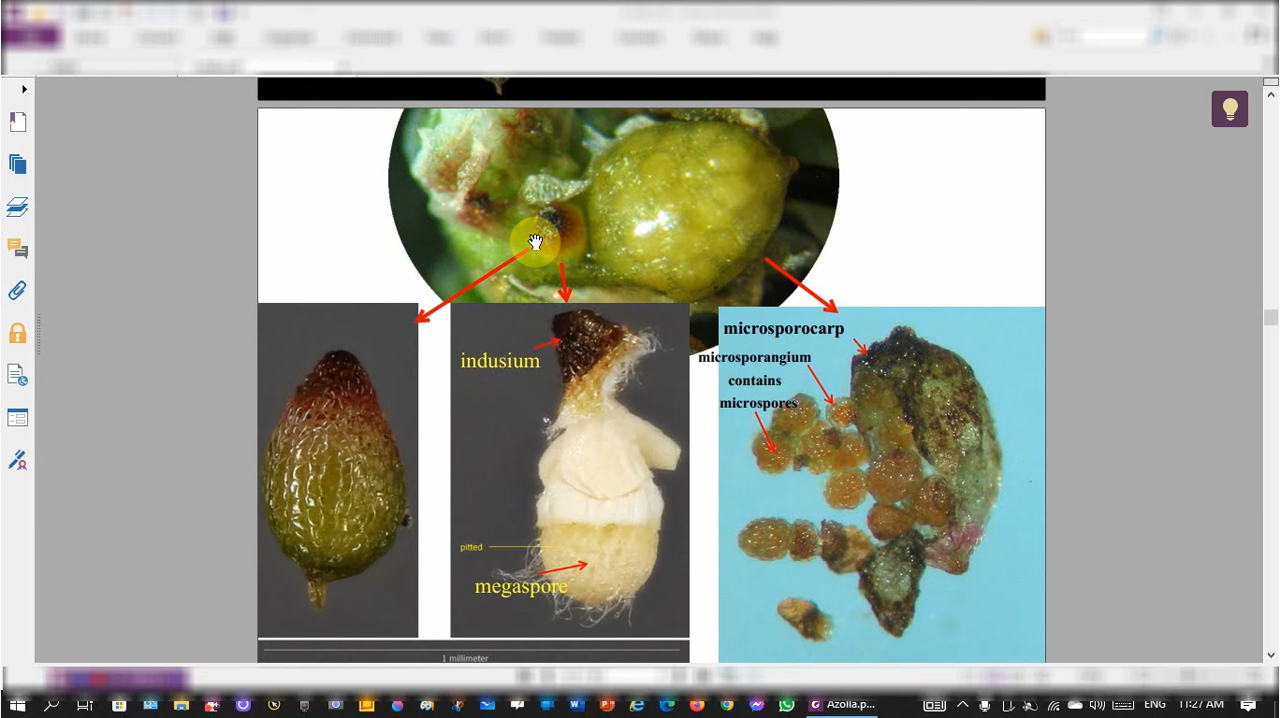 microsporocarp
indusium
microsporangium
contains
microspores
pitted
megaspore
1 millimeter
Azolla.p...
ENG
11:27 AM